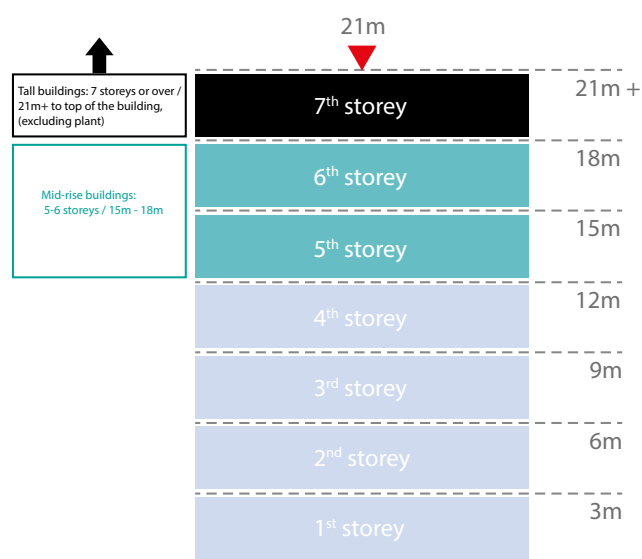 21m
Tall buildings: 7 storeys or over /
21m+ to top of the building,
(excluding plant)
7th storey
21m +
Mid-rise buildings:
5-6 storeys / 15m - 18m
6th storey
18m
5th storey
15m
4th storey
12m
3rd storey
9m
2nd storey
6m
1st storey
3m